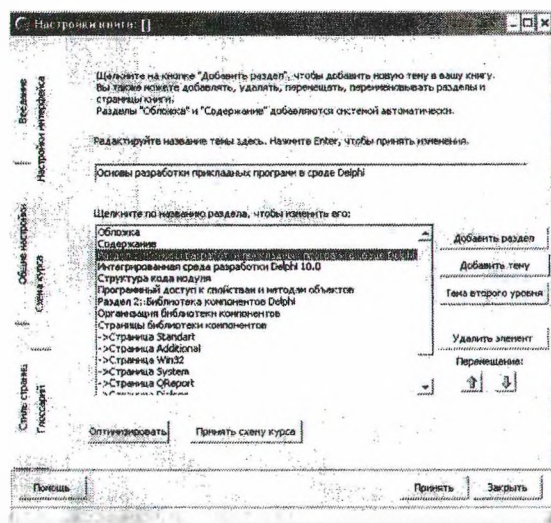 Настройки книги: []
Введение
Настройки интерфейса
Общие настройки
Схема курса
Стиль страниц
Глоссарий
Щелкните на кнопке "Добавить раздел", чтобы добавить новую тему в вашу книгу.
Вы также можете добавлять, удалять, перемещать, переименовывать разделы и
страницы книги.
Разделы "Обложка" и "Содержание" добавляются системой автоматически.
Редактируйте название темы здесь. Нажмите Enter, чтобы принять изменения.
Основы разработки прикладных программ в среде Delphi
Щелкните по названию раздела, чтобы изменить его:
Обложка
Содержание
Раздел
Интегрированная среда разработки Delphi 10.0
Структура кода модуля
Программный доступ к свойствам и методам объектов
Раздел 2: Библиотека компонентов Delphi
Организация библиотеки компонентов
Страницы библиотеки компонентов
->Страница Standart
->Страница Additional
->Страница Win32
->Страница System
->Страница QReport
->Страница
Добавить раздел
Добавить тему
Тема второго уровня
Удалить элемент
Перемещение:
Оптимизировать
Принять схему курса
Помощь
Принять
Закрыть